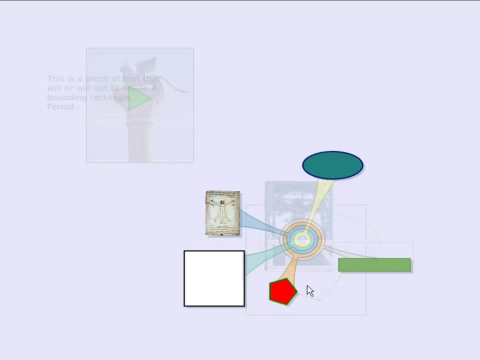 This is a piece of text that
will or will not
bounding rectangle.
Period.